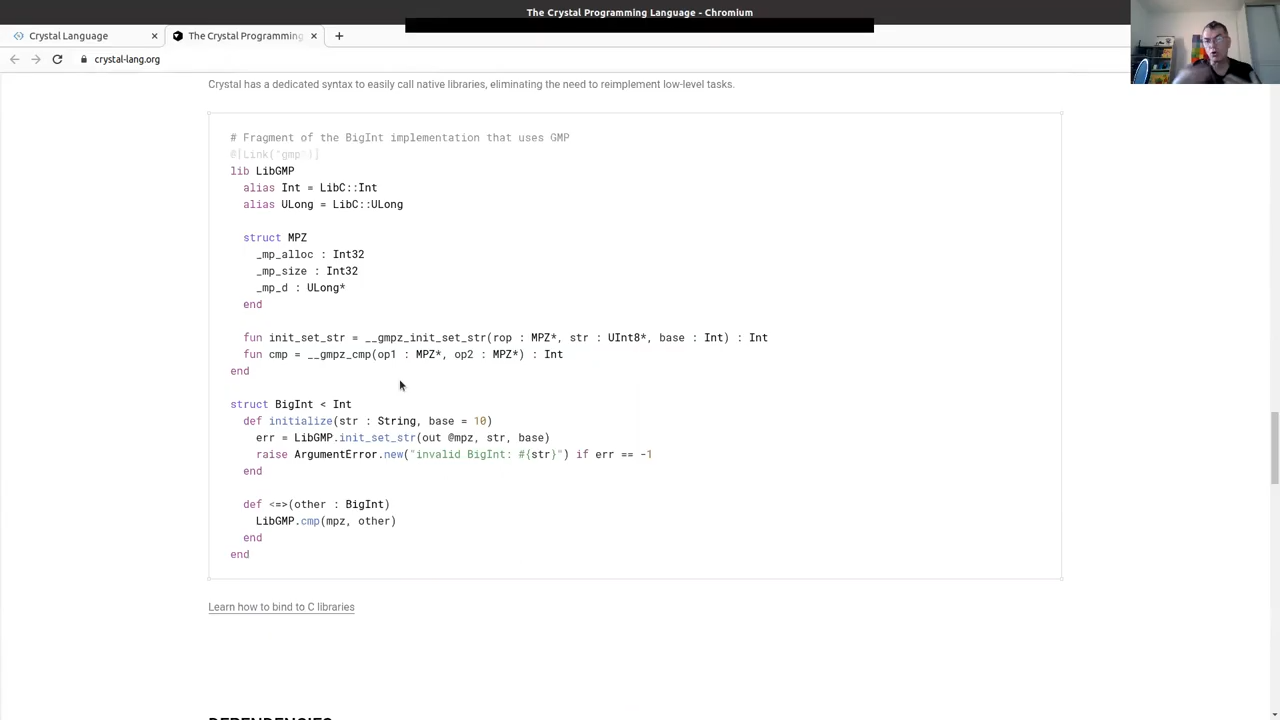 The Crystal Programming Language - Chromium
Crystal Language
The Crystal Programming
crystal-lang.org
Crystal has a dedicated syntax to easily call native libraries, eliminating the need to reimplement low-level tasks.
# Fragment of the BigInt implementation that uses GMP
@[Link("gmp")]
lib LibGMP
alias Int = LibC::Int
alias ULong = LibC::ULong
struct MPZ
_mp_alloc : Int32
_mp_size : Int32
_mp_d : ULong*
end
fun init_set_str = __gmpz_init_set_str(rop : MPZ*, str : UInt8*, base : Int) : Int
fun cmp = __gmpz_cmp(op1 : MPZ*, op2 : MPZ*) : Int
end
struct BigInt < Int
def initialize(str : String, base = 10)
err = LibGMP.init_set_str(out @mpz, str, base)
raise ArgumentError.new("invalid BigInt: #{str}") if err == -1
end
def <=>(other : BigInt)
LibGMP.cmp(mpz, other)
end
end
Learn how to bind to C libraries
DEPENDENCIES